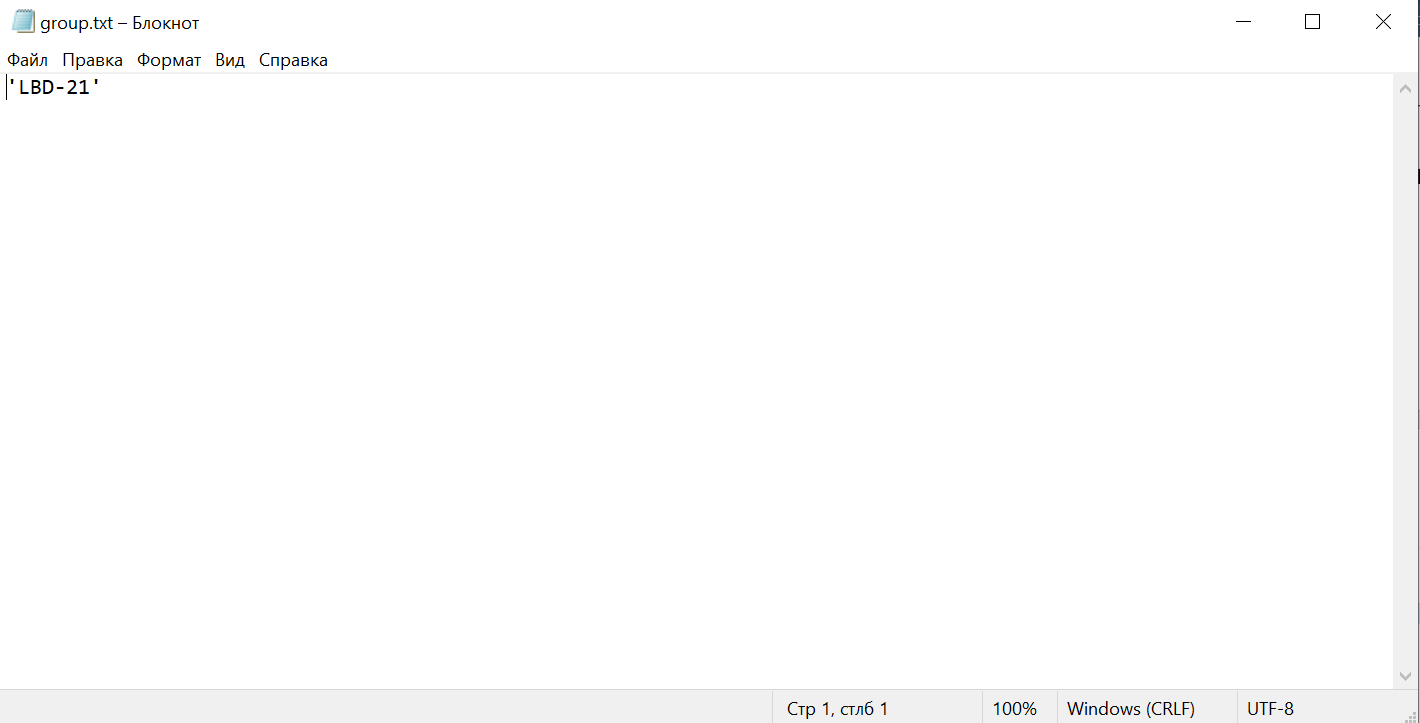 group.txt – Блокнот
Файл Правка Формат Вид Справка
'LBD-21'
Стр 1, стлб 1 100% Windows (CRLF) UTF-8